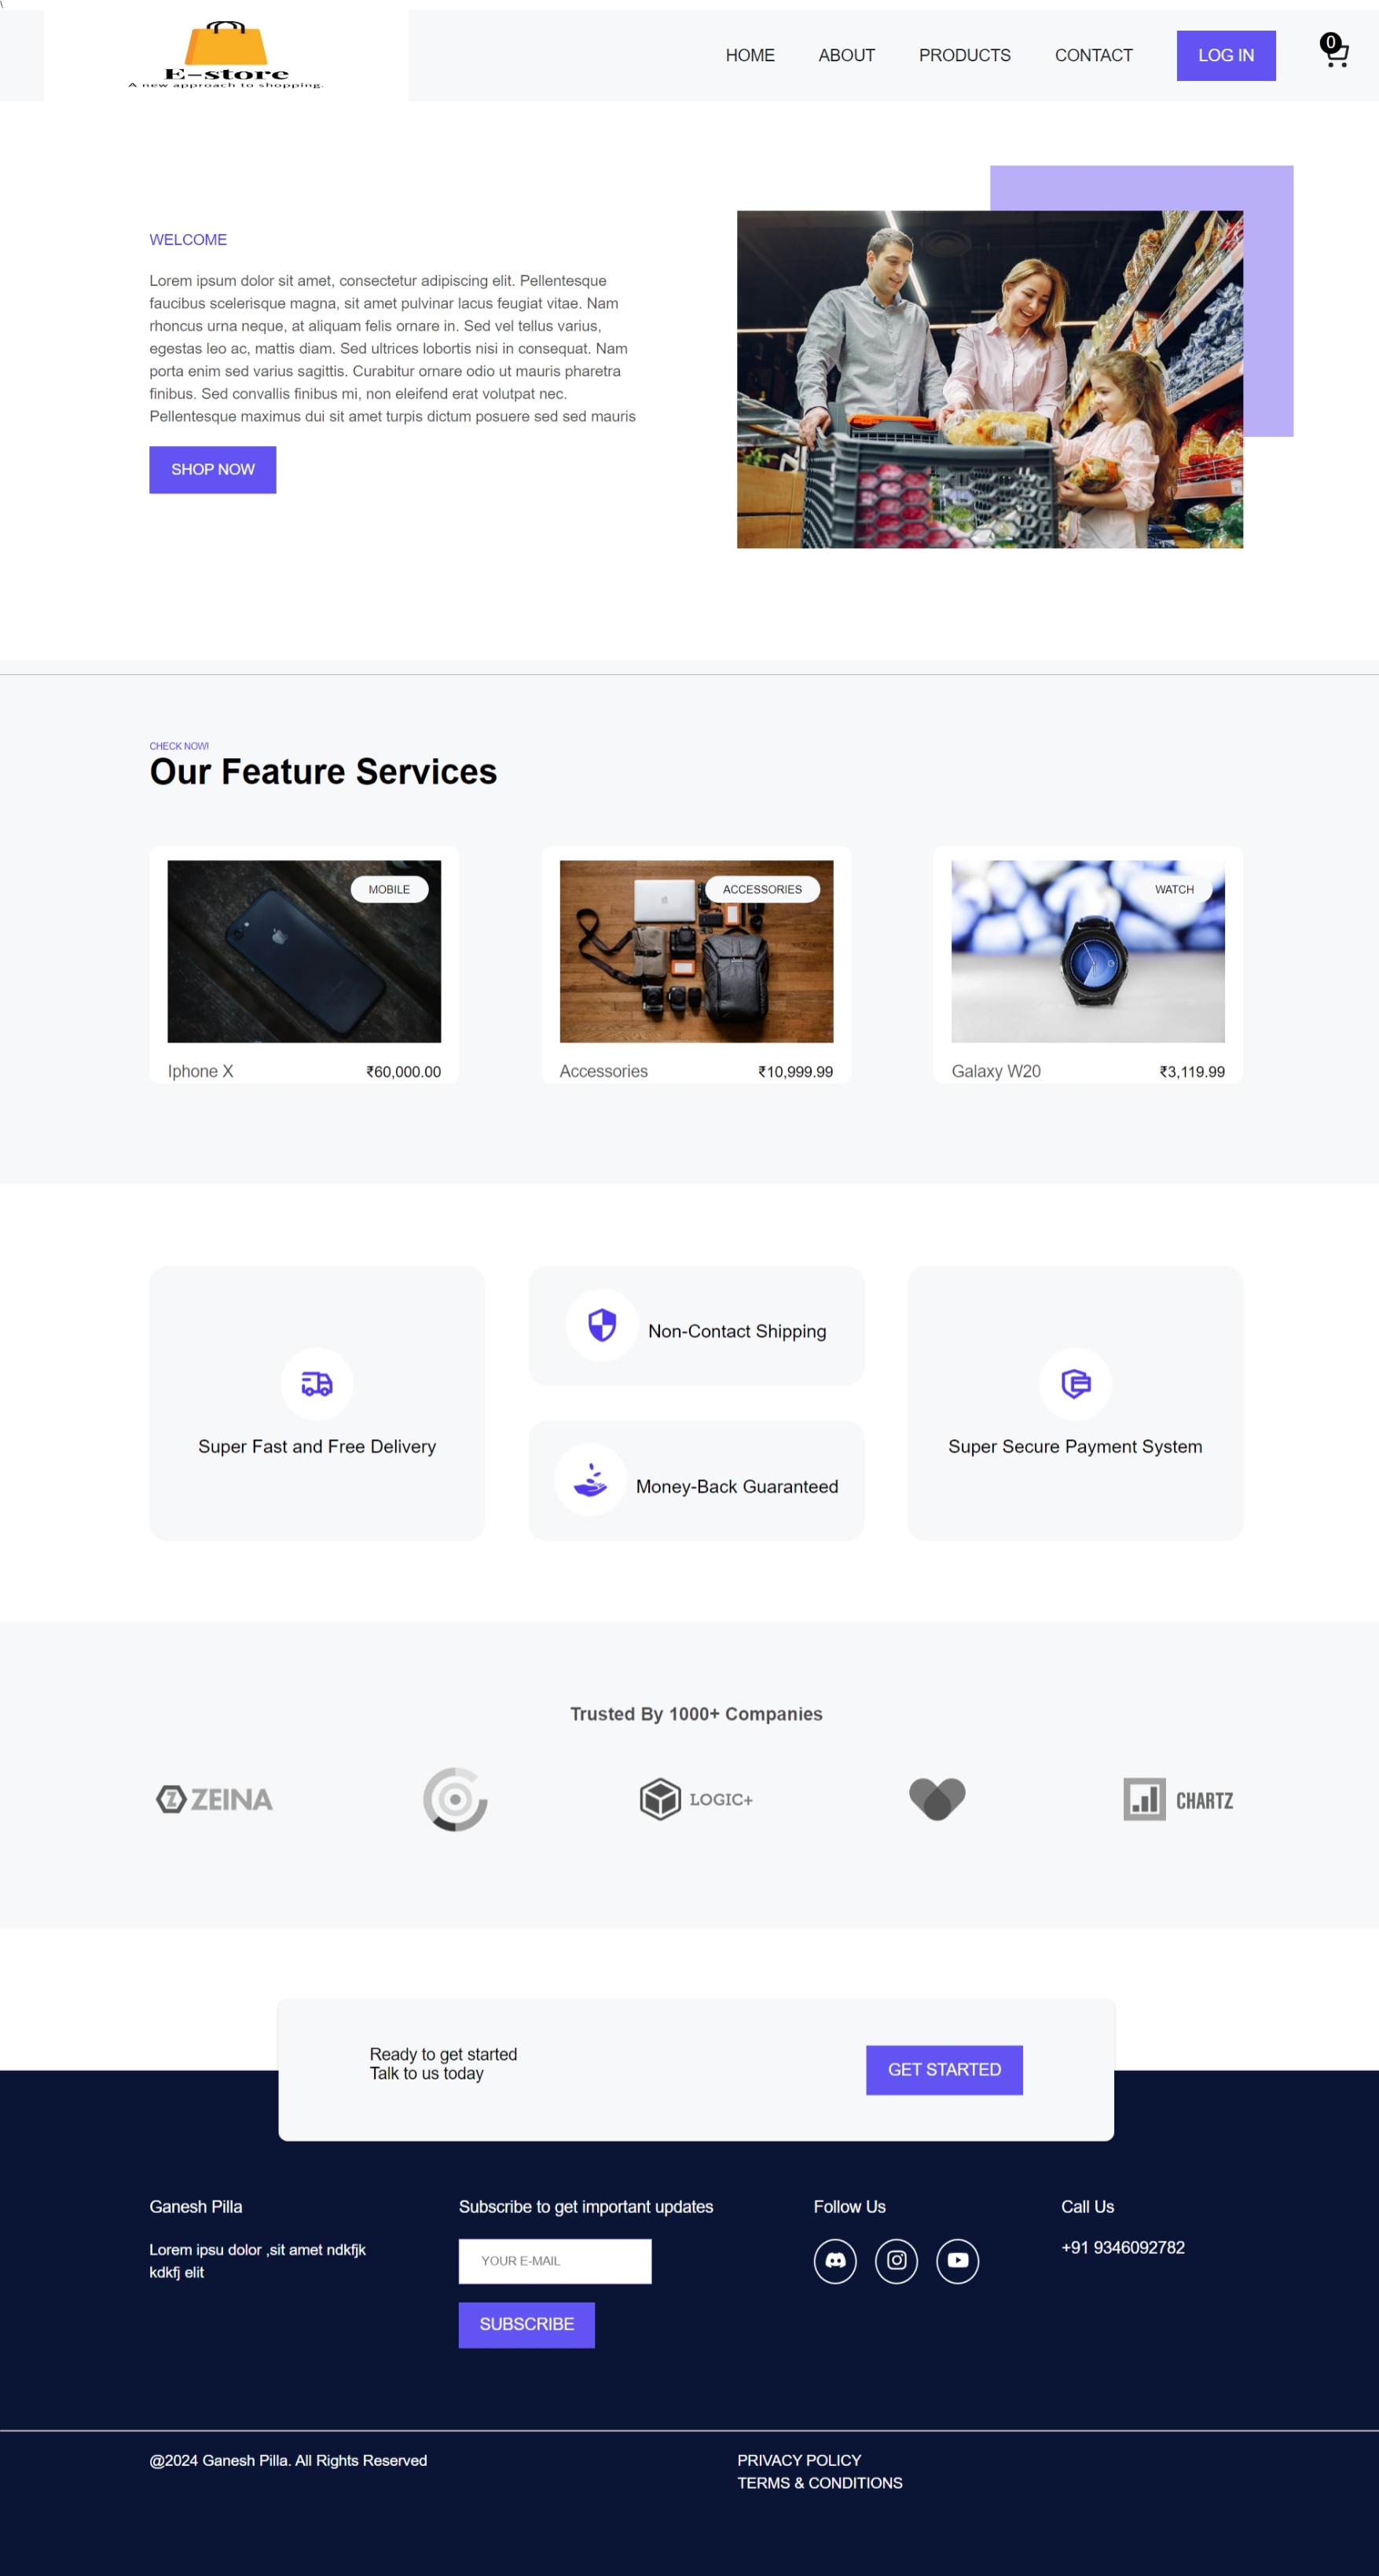 \
E-store
A new approach to shopping.
HOME
ABOUT
PRODUCTS
CONTACT
LOG IN
0
WELCOME
Lorem ipsum dolor sit amet, consectetur adipiscing elit. Pellentesque
faucibus scelerisque magna, sit amet pulvinar lacus feugiat vitae. Nam
rhoncus urna neque, at aliquam felis ornare in. Sed vel tellus varius,
egestas leo ac, mattis diam. Sed ultrices lobortis nisi in consequat. Nam
porta enim sed varius sagittis. Curabitur ornare odio ut mauris pharetra
finibus. Sed convallis finibus mi, non eleifend erat volutpat nec.
Pellentesque maximus dui sit amet turpis dictum posuere sed sed mauris
SHOP NOW
CHECK NOW!
Our Feature Services
MOBILE
Iphone X
₹60,000.00
ACCESSORIES
Accessories
₹10,999.99
WATCH
Galaxy W20
₹3,119.99
Super Fast and Free Delivery
Non-Contact Shipping
Money-Back Guaranteed
Super Secure Payment System
Trusted By 1000+ Companies
Z ZEINA
LOGIC+
CHARTZ
Ready to get started
Talk to us today
GET STARTED
Ganesh Pilla
Lorem ipsu dolor ,sit amet ndkfjk
kdkfj elit
Subscribe to get important updates
YOUR E-MAIL
SUBSCRIBE
Follow Us
Call Us
+91 9346092782
@2024 Ganesh Pilla. All Rights Reserved
PRIVACY POLICY
TERMS & CONDITIONS